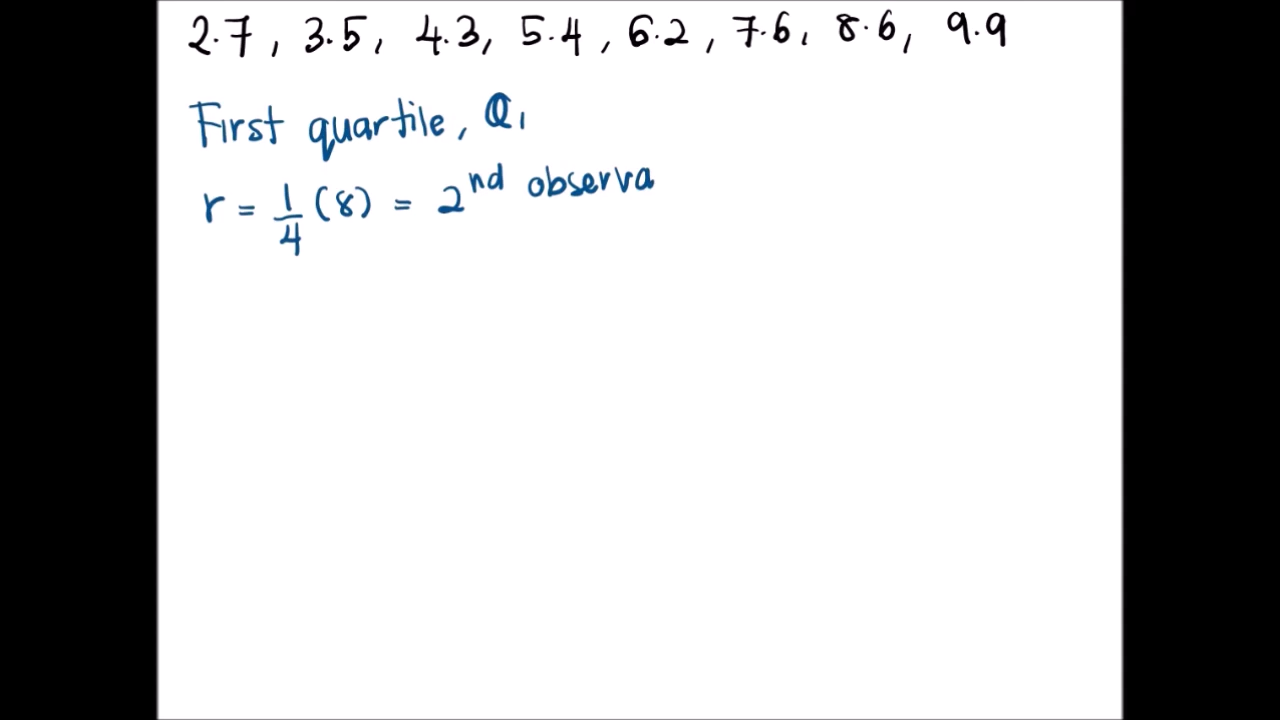 2.7, 3.5, 4.3, 5.4, 6.2, 7.6, 8.6, 9.9
First quartile, Q₁
r = 1/4 (8) = 2nd observa